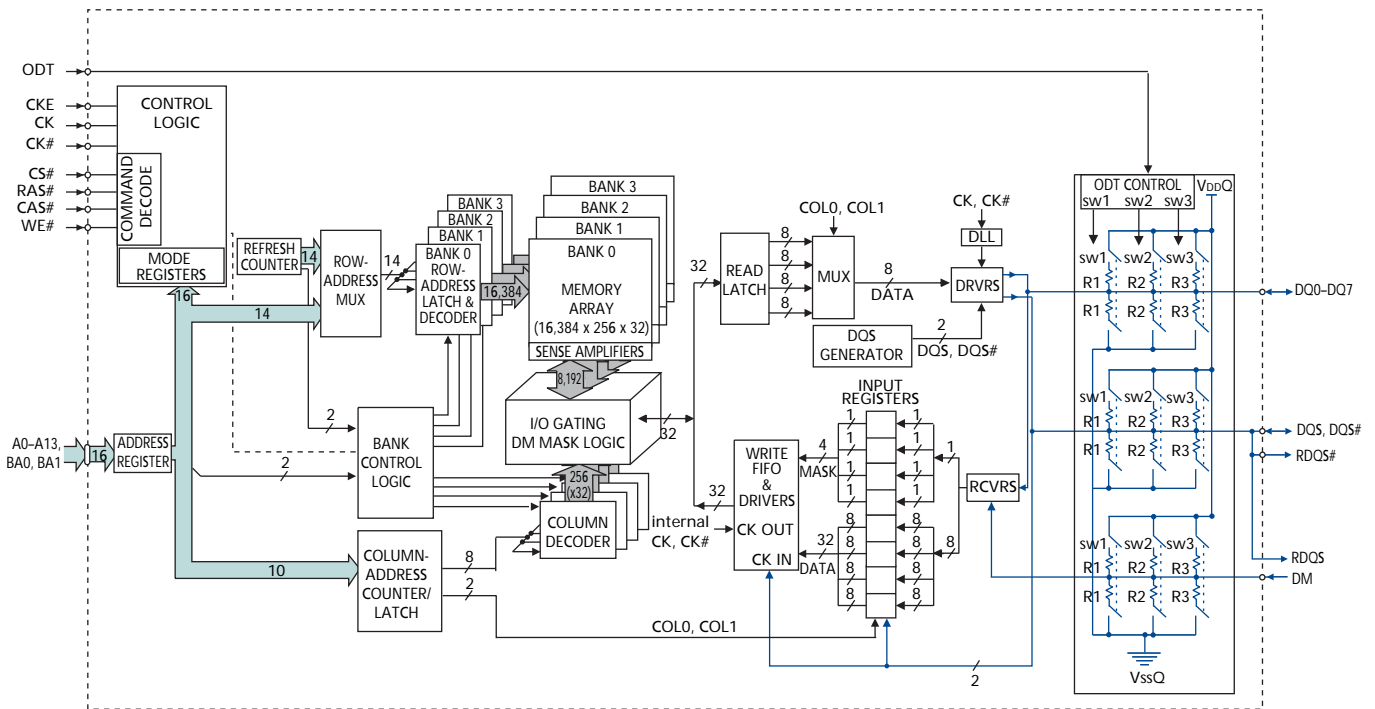 ODT
CKE
CK
CK#
CS#
RAS#
CAS#
WE#
CONTROL
LOGIC
COMMAND
DECODE
MODE
REGISTERS
16
REFRESH
COUNTER
14
14
ROW-
ADDRESS
MUX
14
BANK 3
BANK 2
BANK 1
BANK 0
ROW-
ADDRESS
LATCH &
DECODER
16,384
BANK 3
BANK 2
BANK 1
BANK 0
MEMORY
ARRAY
(16,384 x 256 x 32)
SENSE AMPLIFIERS
8,192
I/O GATING
DM MASK LOGIC
32
256
(x32)
COLUMN
DECODER
A0–A13,
BA0, BA1
16
ADDRESS
REGISTER
2
2
BANK
CONTROL
LOGIC
10
COLUMN-
ADDRESS
COUNTER/
LATCH
8
2
COL0, COL1
32
READ
LATCH
8
8
8
8
COL0, COL1
MUX
8
DATA
CK, CK#
DLL
DRVRS
DQS
GENERATOR
2
DQS, DQS#
INPUT
REGISTERS
1
1
1
1
8
8
8
8
1
1
1
1
8
8
8
8
4
MASK
32
DATA
WRITE
FIFO
&
DRIVERS
CK OUT
CK IN
32
internal
CK, CK#
1
8
RCVRS
2
ODT CONTROL
sw1
sw2
sw3
VDDQ
sw1
sw2
sw3
R1
R2
R3
R1
R2
R3
sw1
sw2
sw3
R1
R2
R3
R1
R2
R3
sw1
sw2
sw3
R1
R2
R3
R1
R2
R3
VssQ
DQ0–DQ7
DQS, DQS#
RDQS#
RDQS
DM